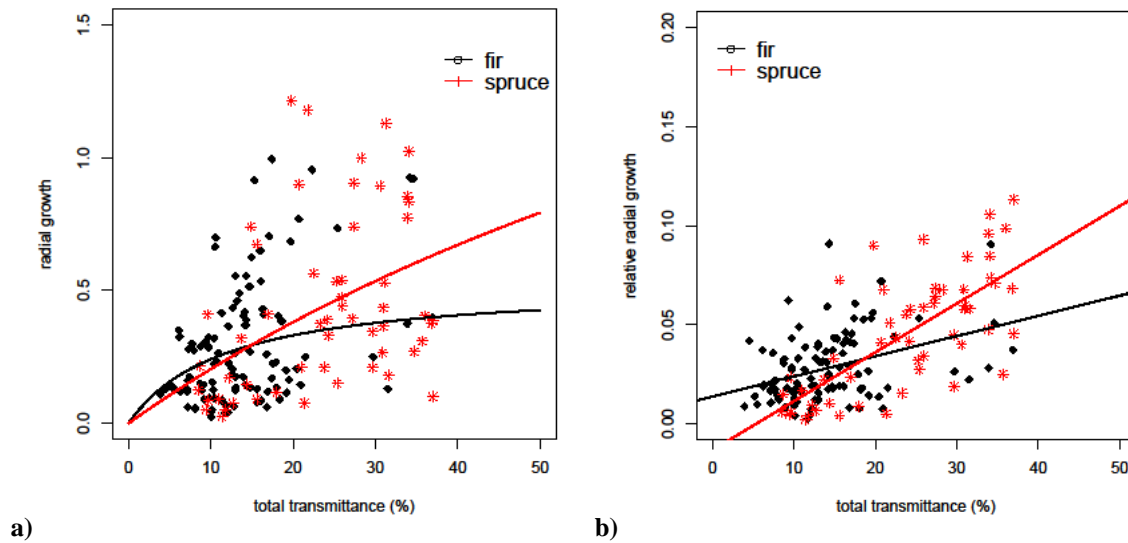 1.5
1.0
0.5
0.0
radial growth
fir
spruce
0 10 20 30 40 50
total transmittance (%)
a)
0.20
0.15
0.10
0.05
0.00
relative radial growth
fir
spruce
0 10 20 30 40 50
total transmittance (%)
b)